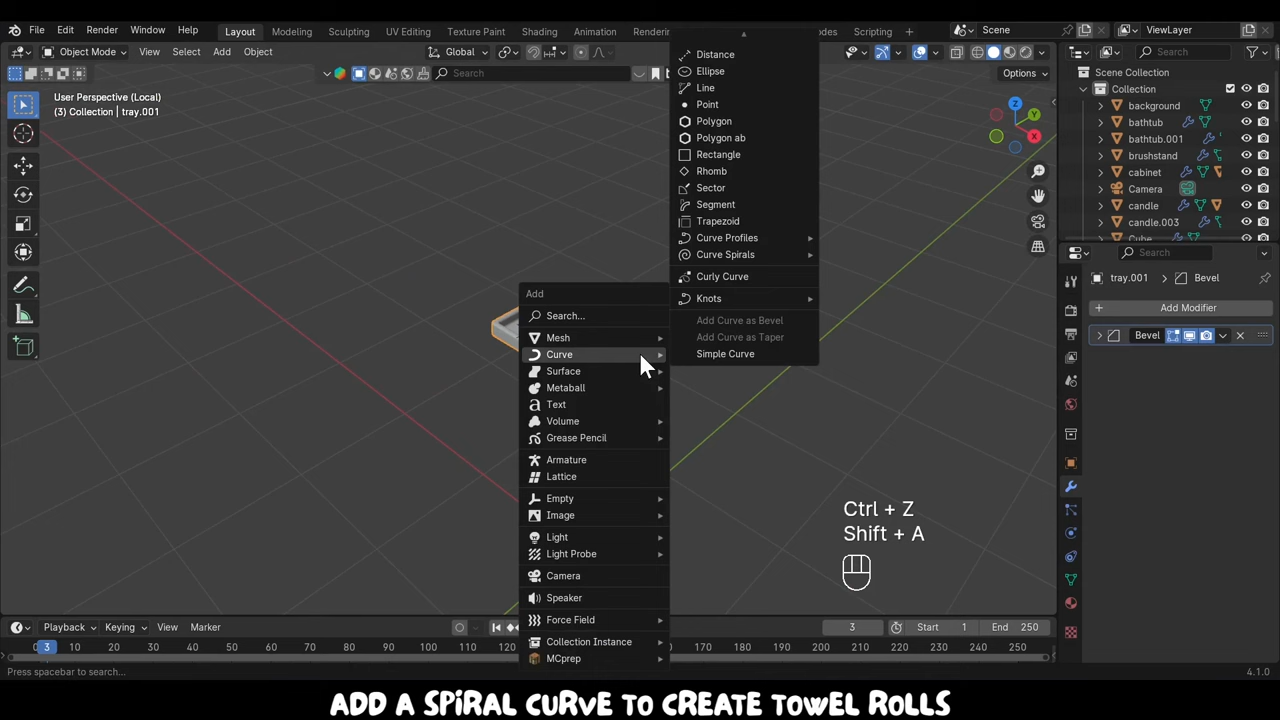 File Edit Render Window Help Layout Modeling Sculpting UV Editing Texture Paint Shading Animation Rendering Scripting Scene ViewLayer
Object Mode View Select Add Object Global
Search Options
User Perspective (Local)
(3) Collection | tray.001
Z
Y
X
Distance
Ellipse
Line
Point
Polygon
Polygon ab
Rectangle
Rhomb
Sector
Segment
Trapezoid
Curve Profiles
Curve Spirals
Curly Curve
Knots
Add Curve as Bevel
Add Curve as Taper
Simple Curve
Add
Search...
Mesh
Curve
Surface
Metaball
Text
Volume
Grease Pencil
Armature
Lattice
Empty
Image
Light
Light Probe
Camera
Speaker
Force Field
Collection Instance
MCprep
Ctrl + Z
Shift + A
Search
Scene Collection
Collection
background
bathtub
bathtub.001
brushstand
cabinet
Camera
candle
candle.003
Cube
Search
tray.001 Bevel
Add Modifier
Bevel
Playback Keying View Marker 3 Start 1 End 250
3 10 20 30 40 50 60 70 80 90 100 110 120 150 160 170 180 190 200 210 220 230 240 250
Press spacebar to search... 4.1.0
ADD A SPIRAL CURVE TO CREATE TOWEL ROLLS